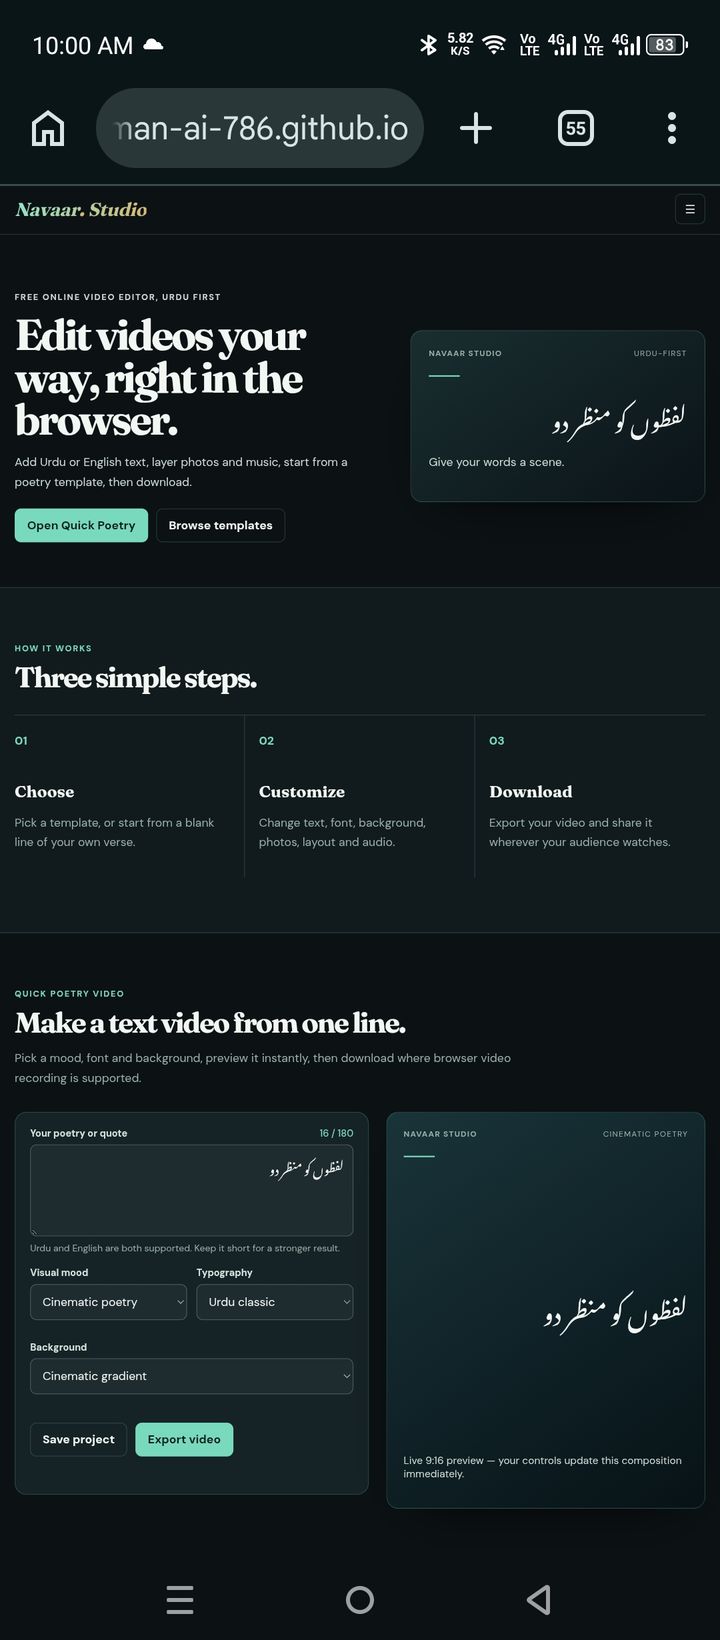 10:00 AM
5.82 K/S
Vo LTE 4G Vo LTE 4G 83
man-ai-786.github.io
55
Navaar. Studio
☰
FREE ONLINE VIDEO EDITOR, URDU FIRST
Edit videos your
way, right in the
browser.
Add Urdu or English text, layer photos and music, start from a
poetry template, then download.
Open Quick Poetry
Browse templates
NAVAAR STUDIO
URDU-FIRST
لفظوں کو منظر دو
Give your words a scene.
HOW IT WORKS
Three simple steps.
01
Choose
Pick a template, or start from a blank
line of your own verse.
02
Customize
Change text, font, background,
photos, layout and audio.
03
Download
Export your video and share it
wherever your audience watches.
QUICK POETRY VIDEO
Make a text video from one line.
Pick a mood, font and background, preview it instantly, then download where browser video
recording is supported.
Your poetry or quote
16 / 180
لفظوں کو منظر دو
Urdu and English are both supported. Keep it short for a stronger result.
Visual mood
Cinematic poetry
Typography
Urdu classic
Background
Cinematic gradient
Save project
Export video
NAVAAR STUDIO
CINEMATIC POETRY
لفظوں کو منظر دو
Live 9:16 preview — your controls update this composition
immediately.